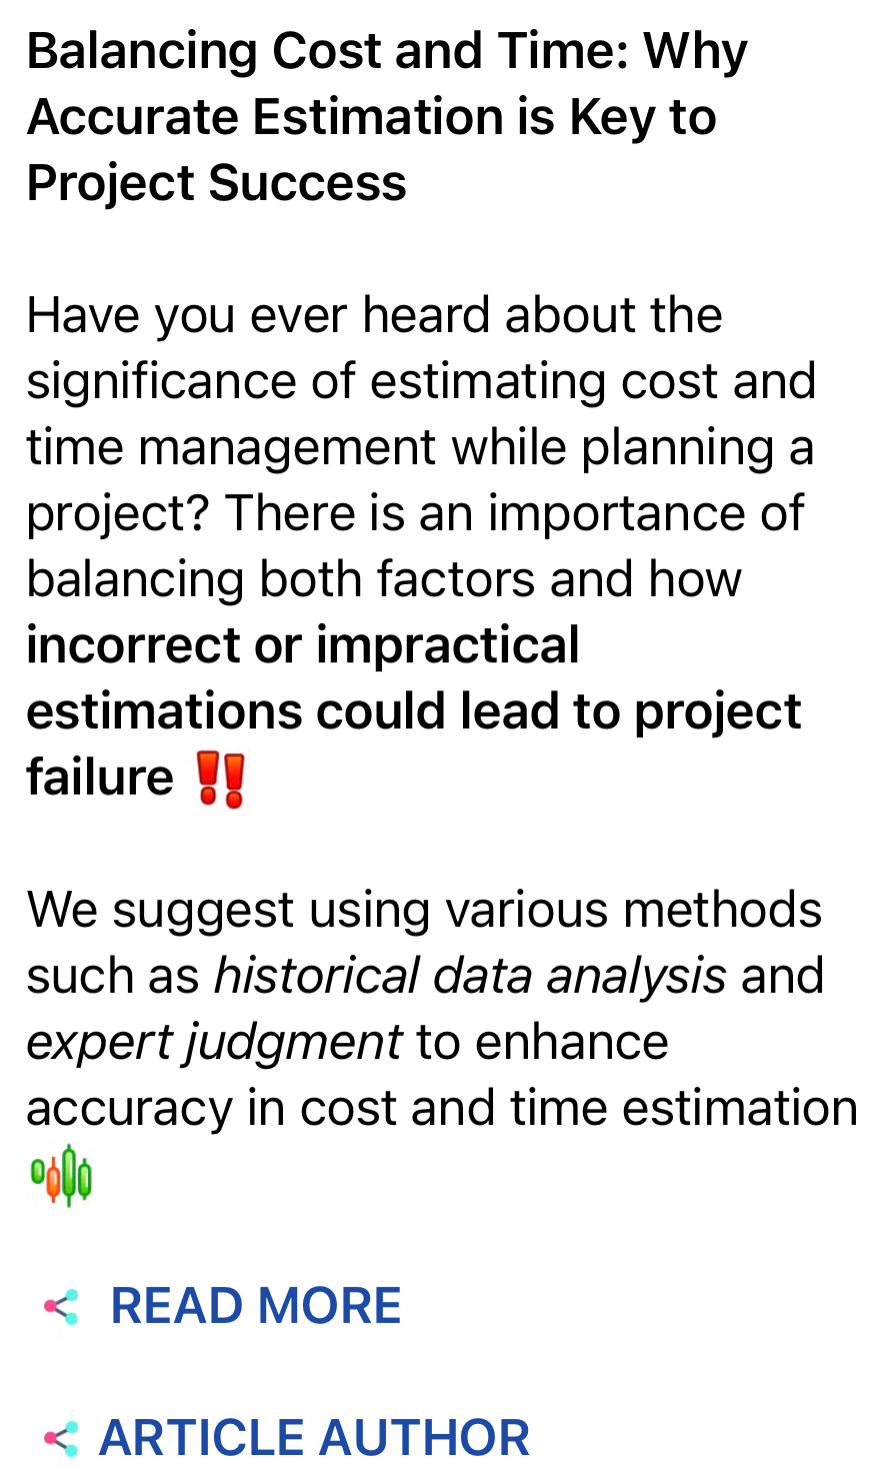 Balancing Cost and Time: Why
Accurate Estimation is Key to
Project Success
Have you ever heard about the
significance of estimating cost and
time management while planning a
project? There is an importance of
balancing both factors and how
incorrect or impractical
estimations could lead to project
failure ‼️
We suggest using various methods
such as historical data analysis and
expert judgment to enhance
accuracy in cost and time estimation
READ MORE
ARTICLE AUTHOR